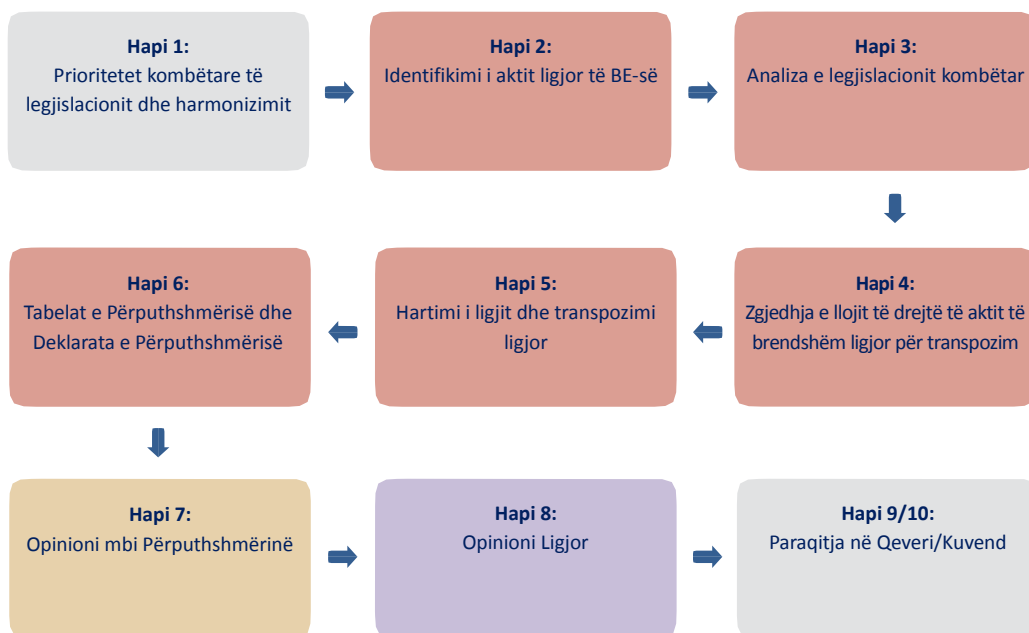 Hapi 1:
Prioritetet kombëtare të
legjislacionit dhe harmonizimit
Hapi 2:
Identifikimi i aktit ligjor të BE-së
Hapi 3:
Analiza e legjislacionit kombëtar
Hapi 4:
Zgjedhja e llojit të drejtë të aktit të
brendshëm ligjor për transpozim
Hapi 5:
Hartimi i ligjit dhe transpozimi
ligjor
Hapi 6:
Tabelat e Përputhshmërisë dhe
Deklarata e Përputhshmërisë
Hapi 7:
Opinioni mbi Përputhshmërinë
Hapi 8:
Opinioni Ligjor
Hapi 9/10:
Paraqitja në Qeveri/Kuvend